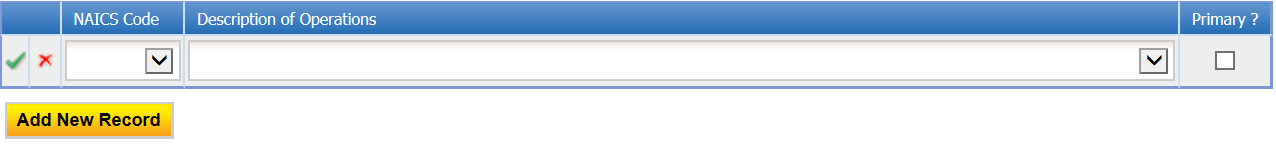 NAICS Code Description of Operations Primary ?
Add New Record